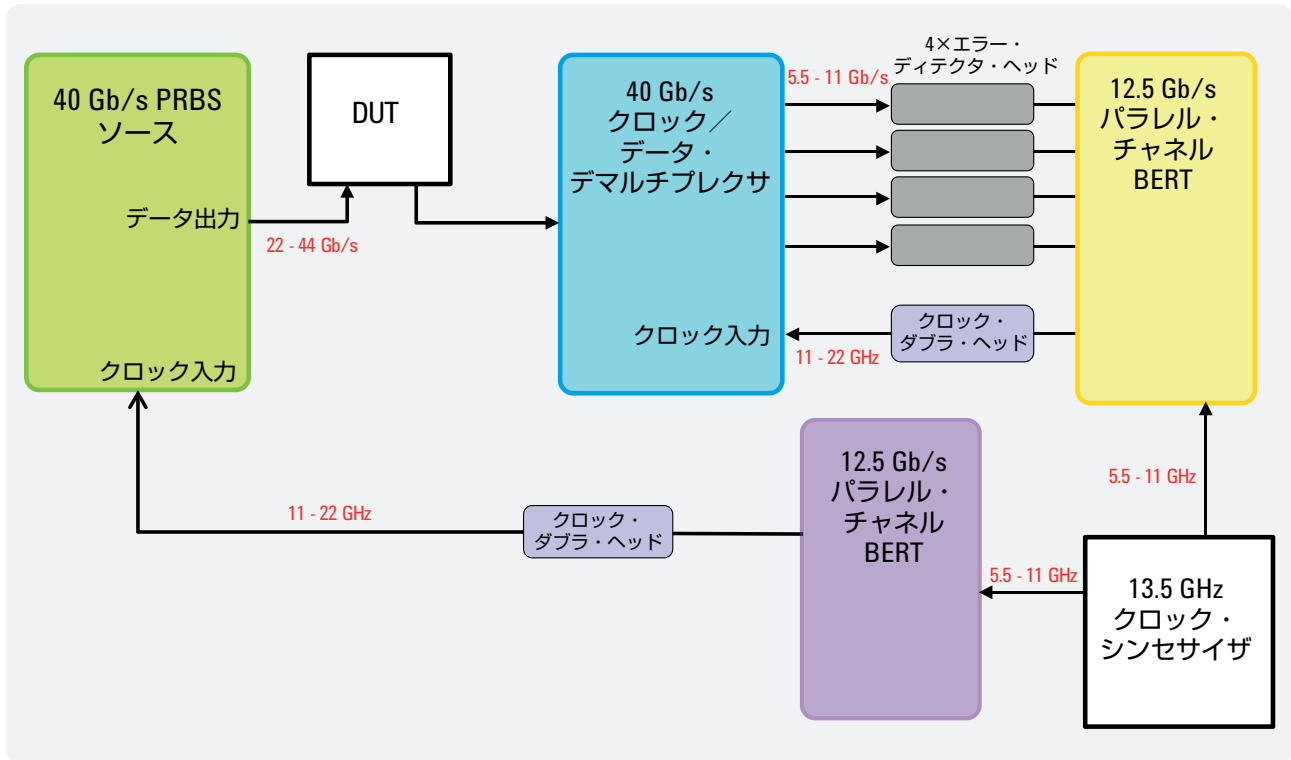 40 Gb/s PRBS
ソース
データ出力
クロック入力
22 - 44 Gb/s
DUT
40 Gb/s
クロック／
データ・
デマルチプレクサ
クロック入力
5.5 - 11 Gb/s
4×エラー・
ディテクタ・ヘッド
クロック・
ダブラ・ヘッド
11 - 22 GHz
12.5 Gb/s
パラレル・
チャネル
BERT
5.5 - 11 GHz
11 - 22 GHz
クロック・
ダブラ・ヘッド
12.5 Gb/s
パラレル・
チャネル
BERT
5.5 - 11 GHz
13.5 GHz
クロック・
シンセサイザ